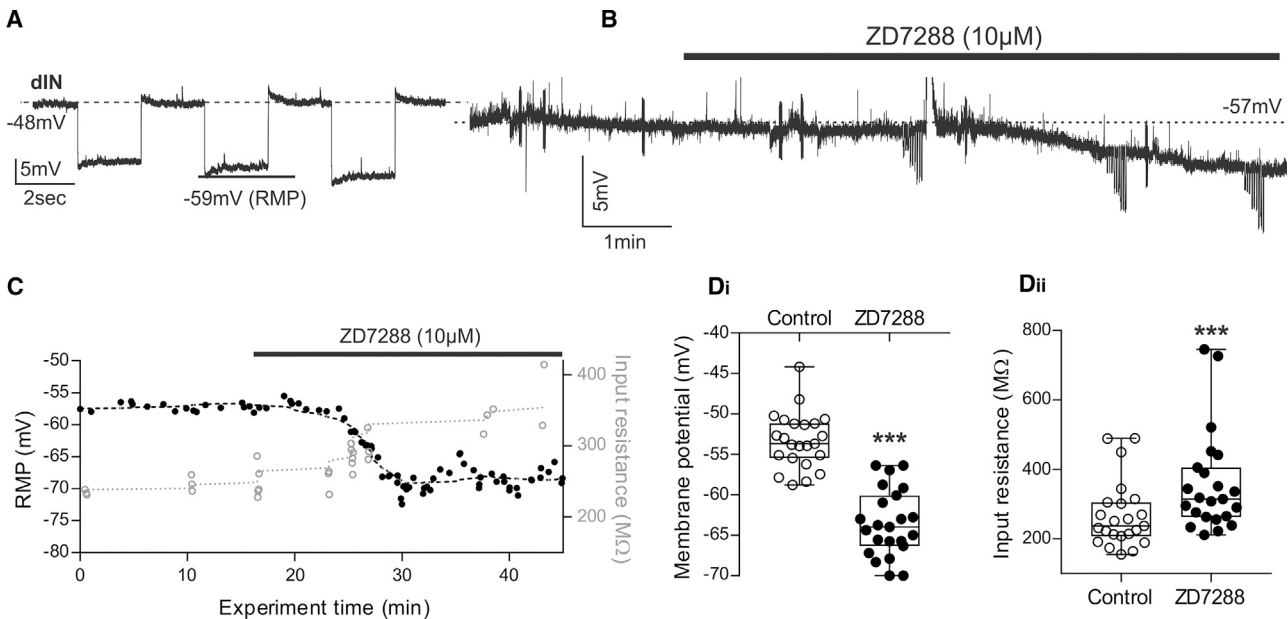 A
B
ZD7288 (10µM)
dIN
-48mV
-57mV
5mV
2sec
-59mV (RMP)
5mV
1min
C
ZD7288 (10µM)
RMP (mV)
-50
-55
-60
-65
-70
-75
-80
0
10
20
30
40
Experiment time (min)
400
300
200
Input resistance (MΩ)
Di
Control
ZD7288
Membrane potential (mV)
-40
-45
-50
-55
-60
-65
-70
***
Dii
Input resistance (MΩ)
800
600
400
200
***
Control
ZD7288